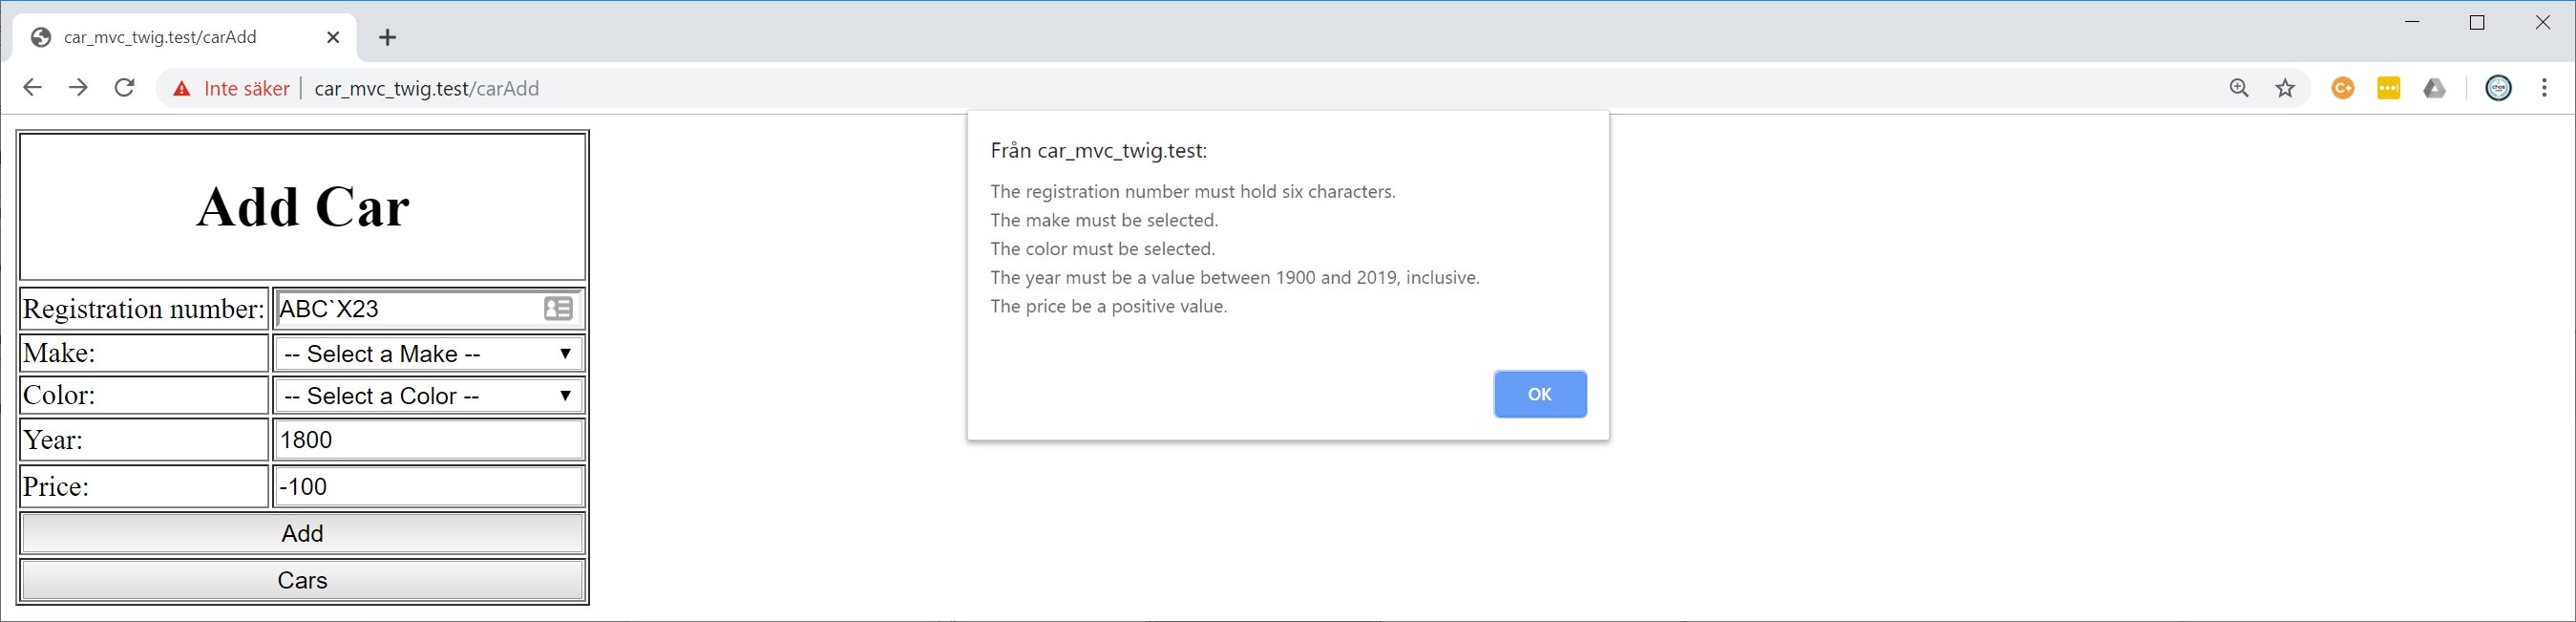 car_mvc_twig.test/carAdd
Inte säker | car_mvc_twig.test/carAdd
Från car_mvc_twig.test:
The registration number must hold six characters.
The make must be selected.
The color must be selected.
The year must be a value between 1900 and 2019, inclusive.
The price be a positive value.
OK
Add Car
Registration number: ABC`X23
Make: -- Select a Make --
Color: -- Select a Color --
Year: 1800
Price: -100
Add
Cars